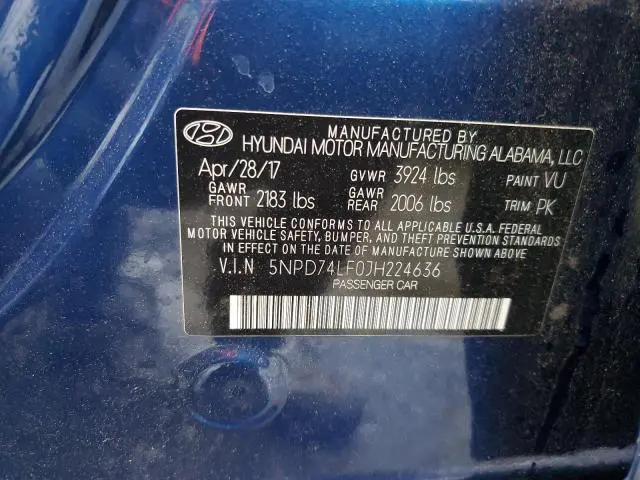 MANUFACTURED BY
HYUNDAI MOTOR MANUFACTURING ALABAMA, LLC
Apr/28/17 GVWR 3924 lbs PAINT VU
GAWR FRONT 2183 lbs GAWR REAR 2006 lbs TRIM PK
THIS VEHICLE CONFORMS TO ALL APPLICABLE U.S.A. FEDERAL
MOTOR VEHICLE SAFETY, BUMPER, AND THEFT PREVENTION
STANDARDS IN EFFECT ON THE DATE OF MANUFACTURE SHOWN ABOVE.
V.I.N 5NPD74LF0JH224636
PASSENGER CAR